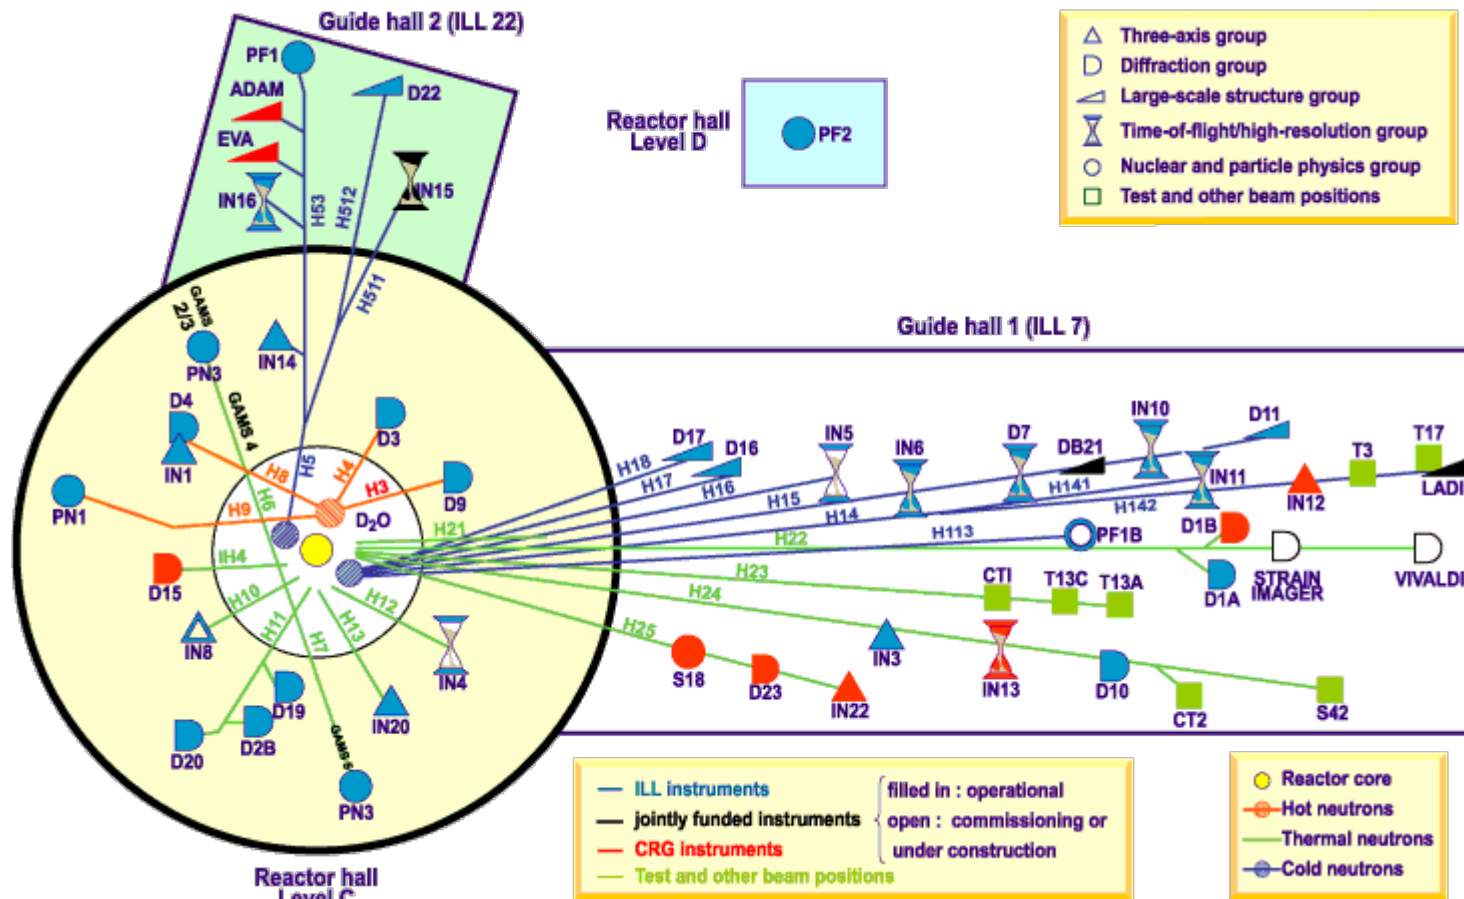 Guide hall 2 (ILL 22)
PF1
ADAM
D22
EVA
IN15
IN16
H53
H512
H511
Reactor hall
Level D
PF2
Three-axis group
Diffraction group
Large-scale structure group
Time-of-flight/high-resolution group
Nuclear and particle physics group
Test and other beam positions
GAMS
2/3
PN3
IN14
GAMS 4
D4
IN1
D3
H5
H4
H8
H3
H6
H9
D9
PN1
D2O
H21
D15
IH4
H10
H12
H11
H13
H7
IN8
IN4
D19
D2B
D20
IN20
GAMS 5
PN3
Reactor hall
Level C
Guide hall 1 (ILL 7)
D17
D16
IN5
IN6
D7
DB21
IN10
D11
IN11
IN12
T3
T17
LADI
H18
H17
H16
H15
H14
H141
H142
H113
H22
PF1B
D1B
D1A
STRAIN
IMAGER
VIVALDI
H23
H24
H25
CTI
T13C
T13A
S18
D23
IN22
IN3
IN13
D10
CT2
S42
ILL instruments
jointly funded instruments
CRG instruments
Test and other beam positions
filled in : operational
open : commissioning or
under construction
Reactor core
Hot neutrons
Thermal neutrons
Cold neutrons